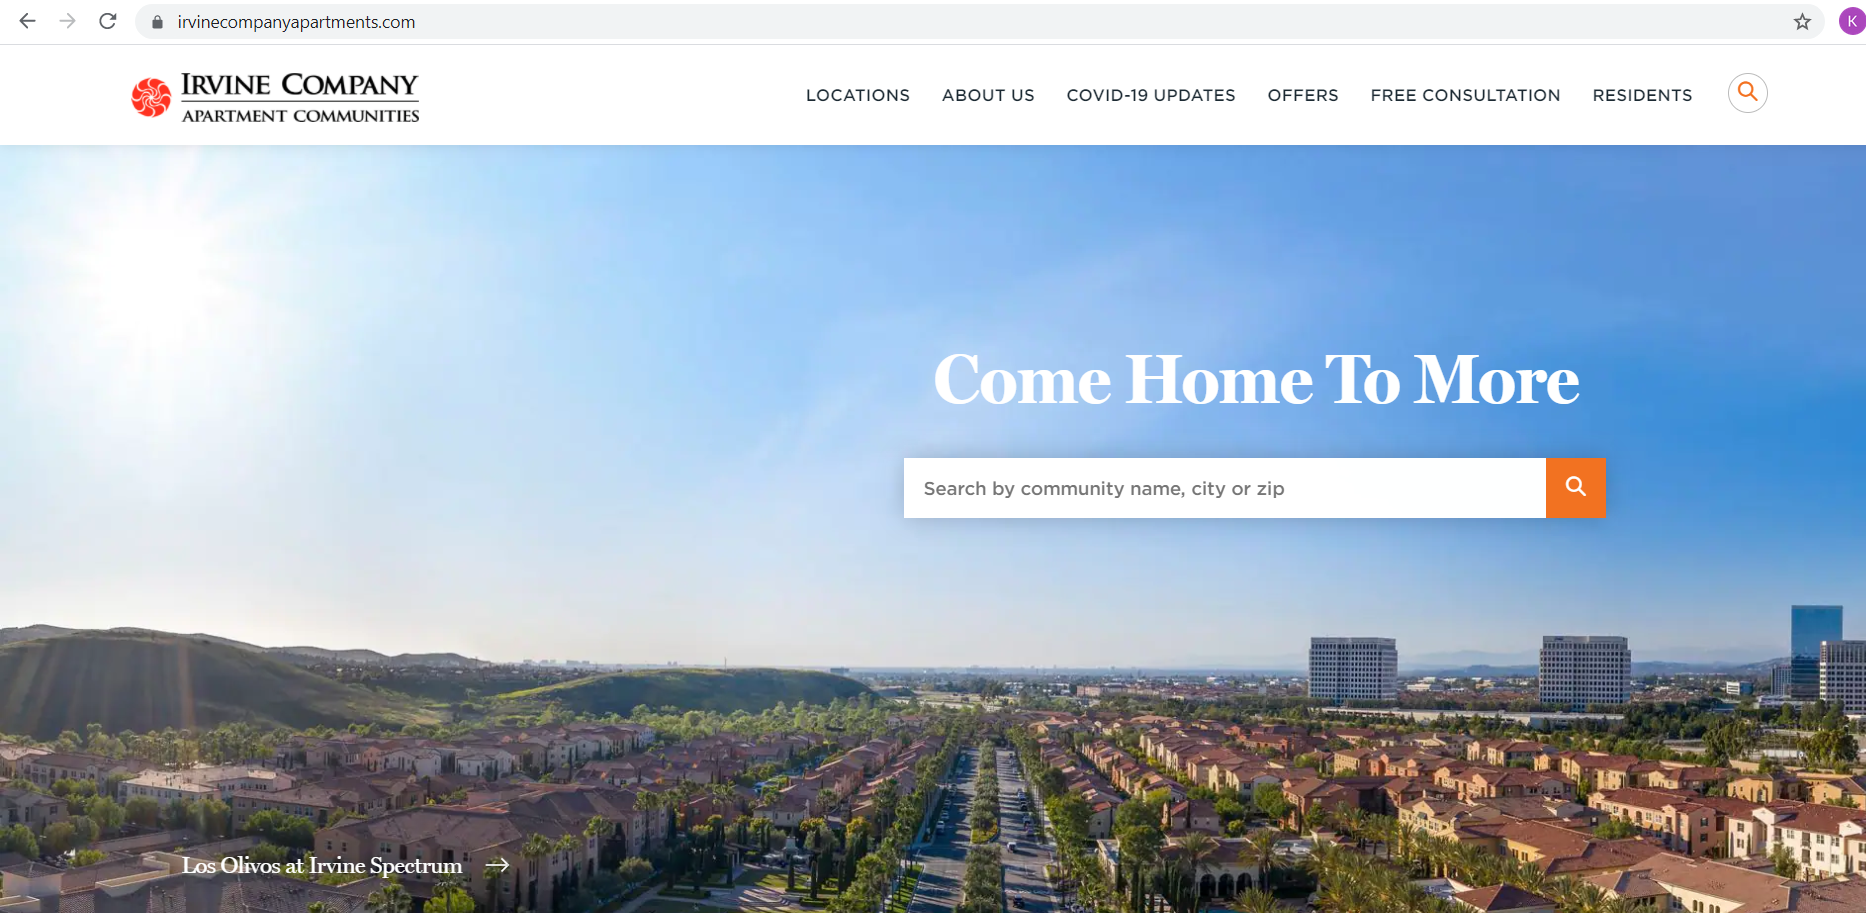 irvinecompanyapartments.com
K
IRVINE COMPANY
APARTMENT COMMUNITIES
LOCATIONS ABOUT US COVID-19 UPDATES OFFERS FREE CONSULTATION RESIDENTS
Come Home To More
Search by community name, city or zip
Los Olivos at Irvine Spectrum